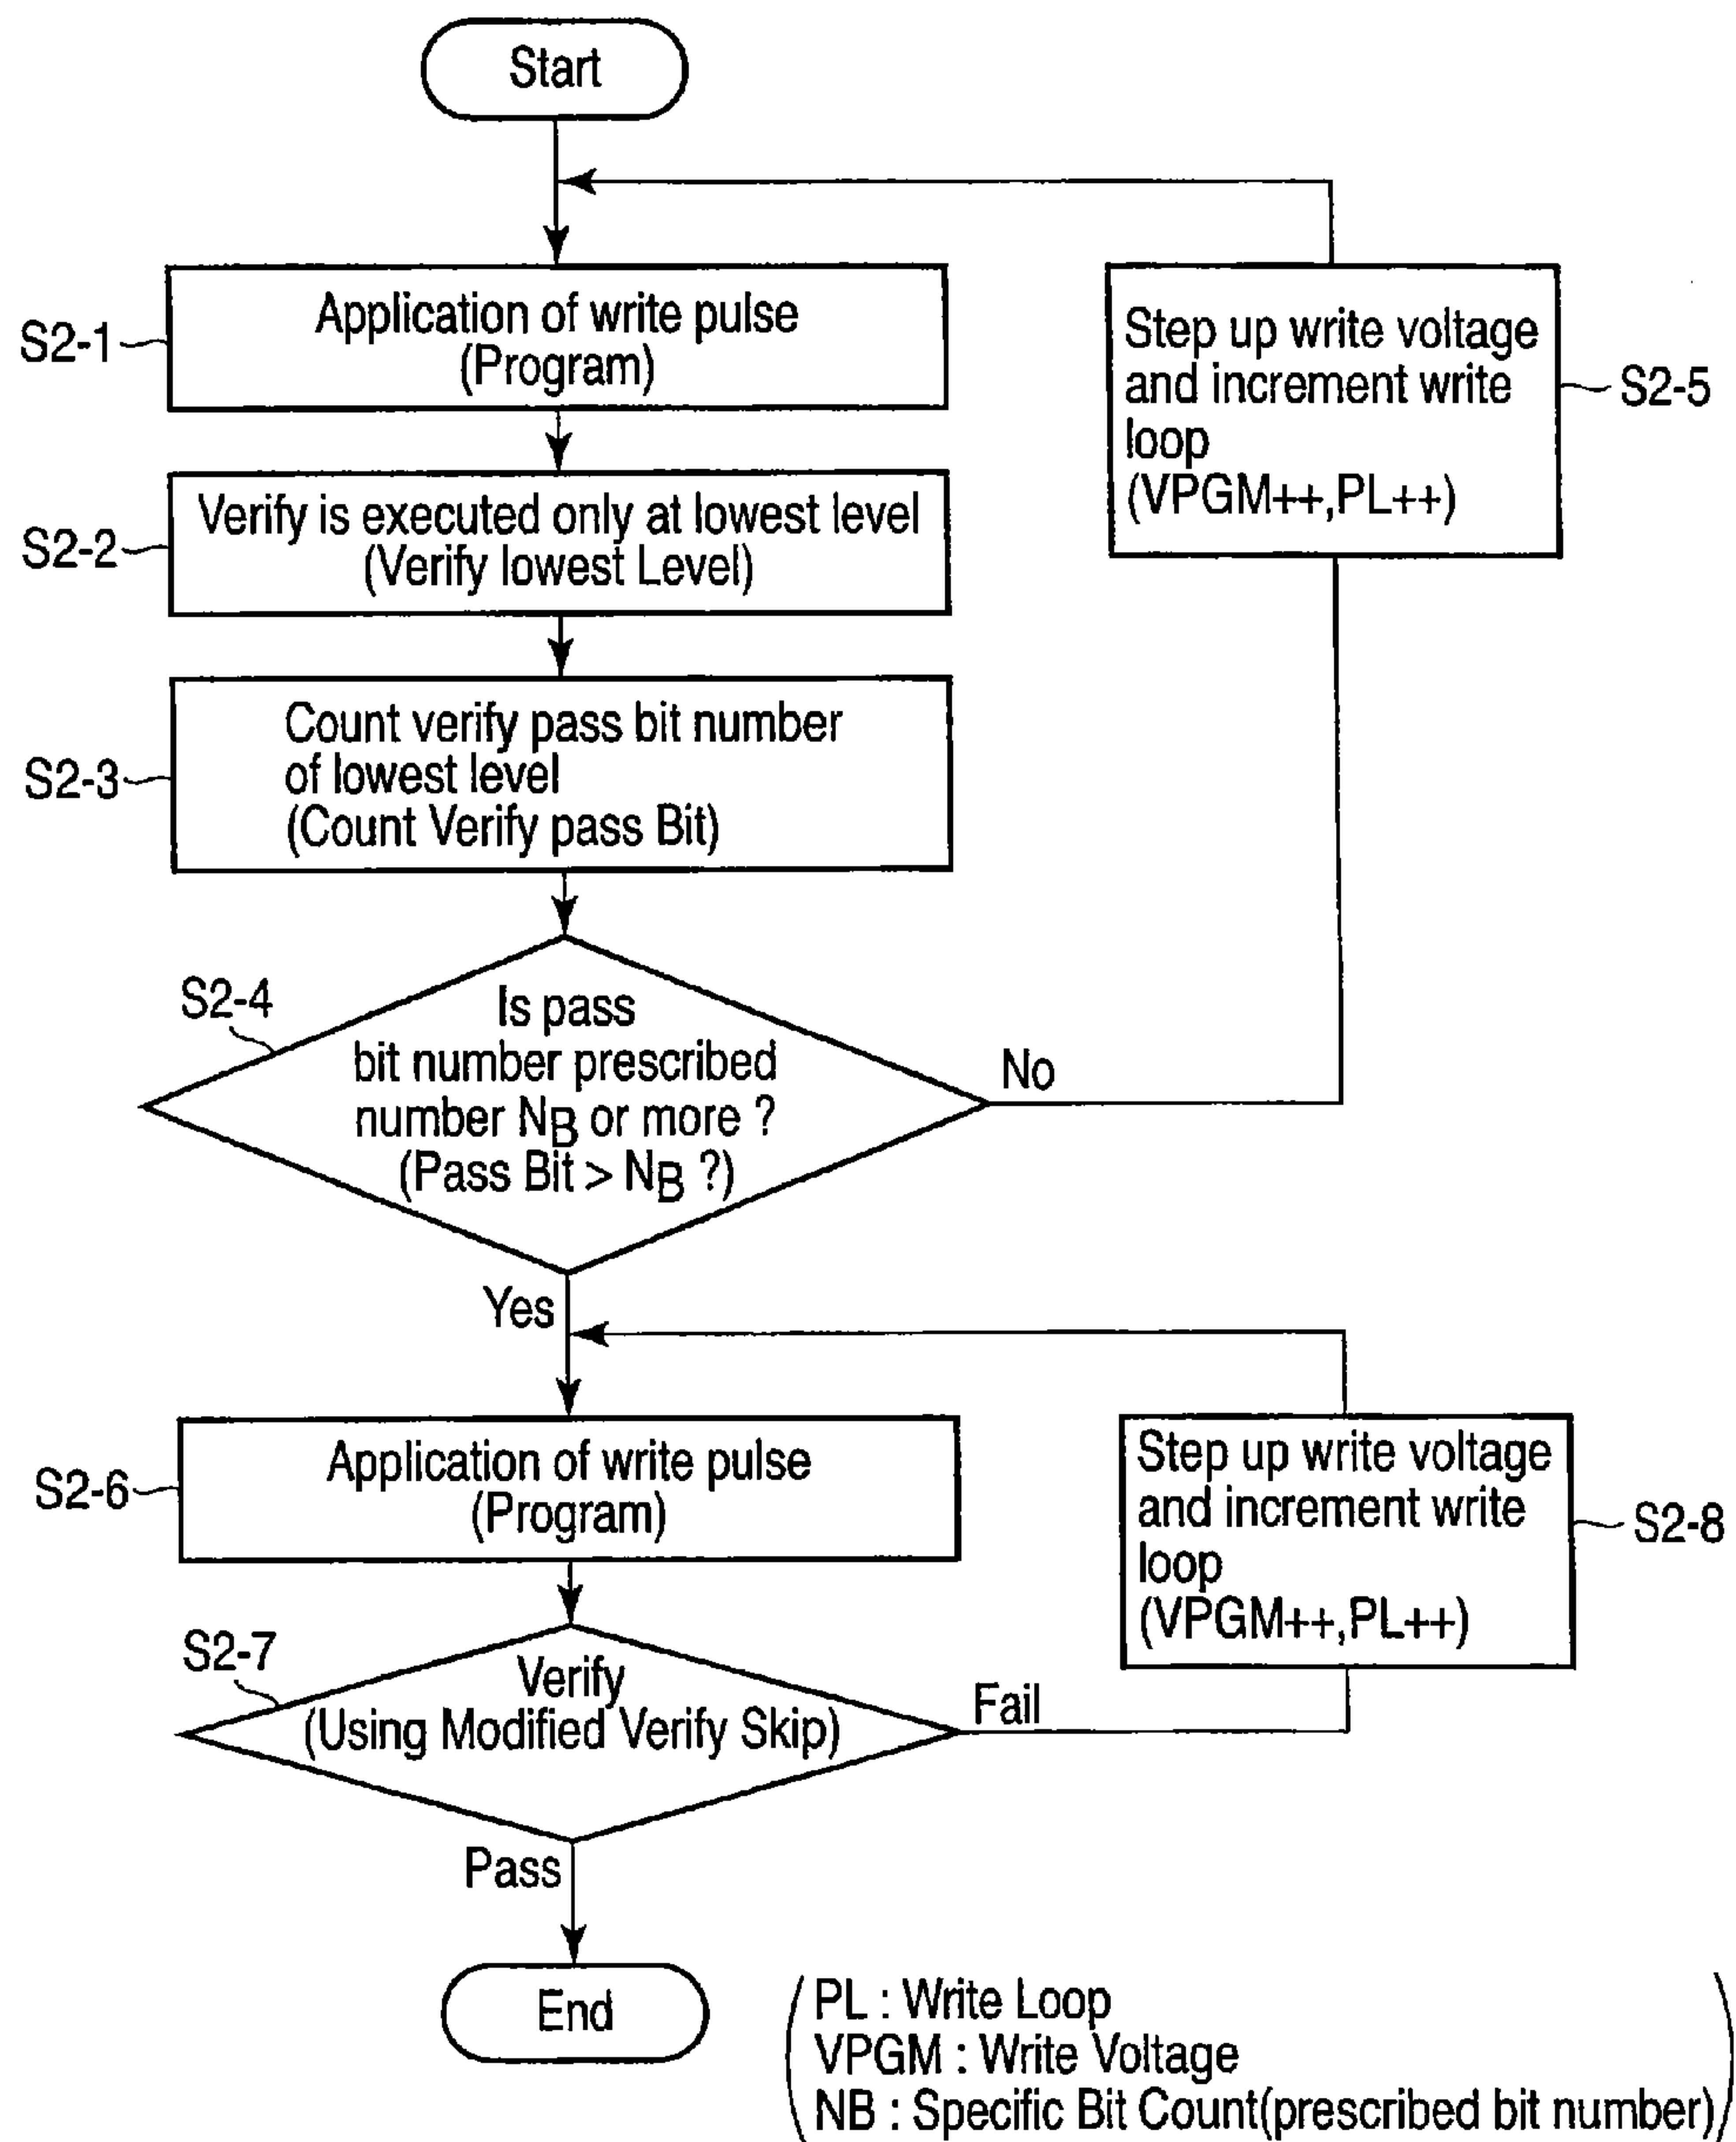 Start
S2-1
Application of write pulse
(Program)
S2-2
Verify is executed only at lowest level
(Verify lowest Level)
S2-3
Count verify pass bit number
of lowest level
(Count Verify pass Bit)
S2-4
Is pass
bit number prescribed
number NB or more ?
(Pass Bit > NB ?)
No
Step up write voltage
and increment write
loop
(VPGM++,PL++)
S2-5
Yes
S2-6
Application of write pulse
(Program)
S2-7
Verify
(Using Modified Verify Skip)
Fail
Step up write voltage
and increment write
loop
(VPGM++,PL++)
S2-8
Pass
End
PL : Write Loop
VPGM : Write Voltage
NB : Specific Bit Count(prescribed bit number)